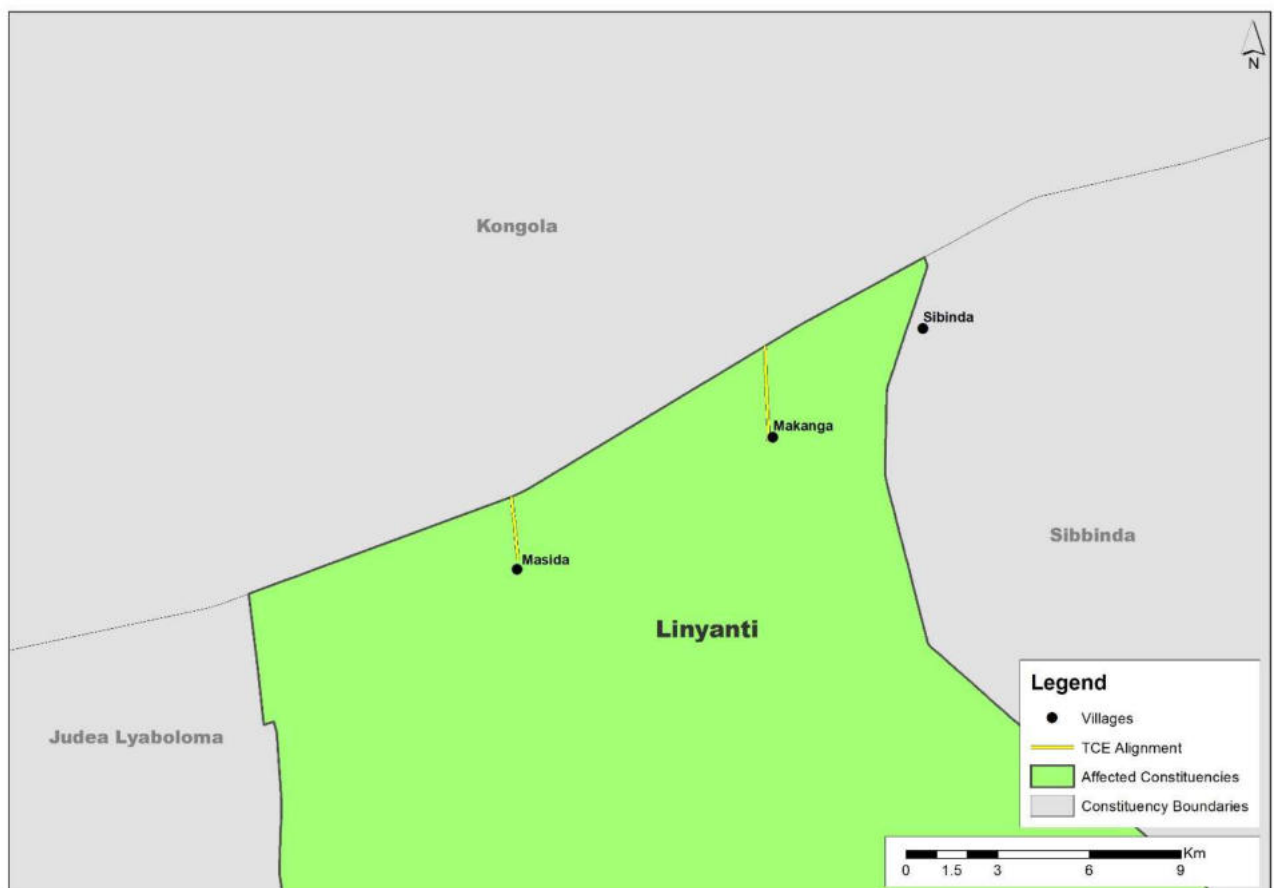 N
Kongola
Sibinda
Makanga
Masida
Sibbinda
Linyanti
Judea Lyaboloma
Legend
Villages
TCE Alignment
Affected Constituencies
Constituency Boundaries
Km
0 1.5 3 6 9